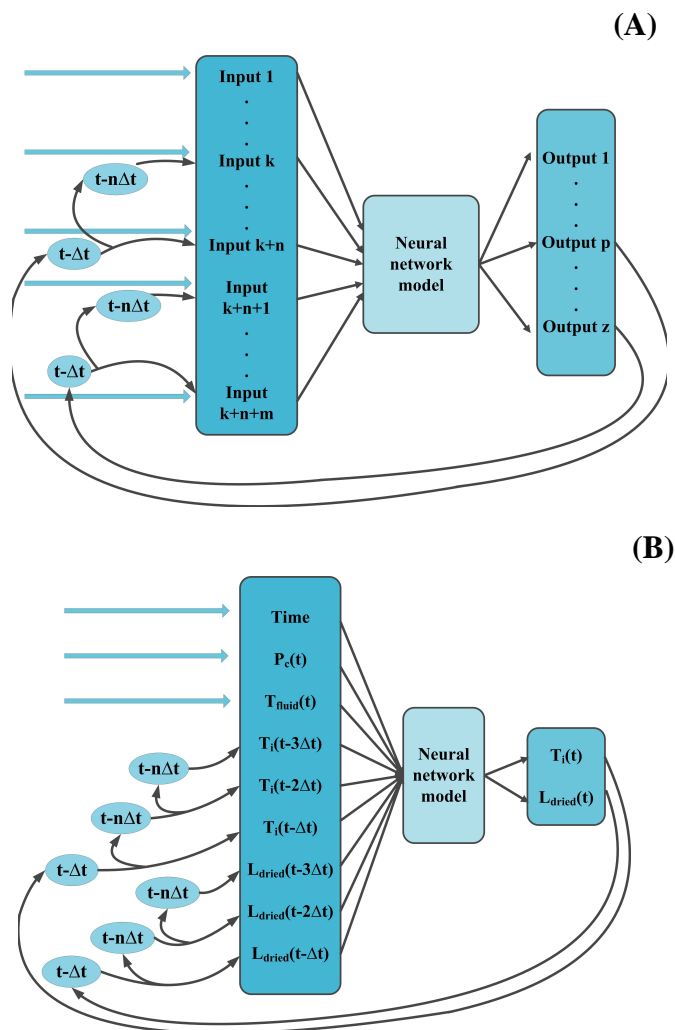 (A)
Input 1
.
.
.
Input k
.
.
.
Input k+n
Input
k+n+1
.
.
.
Input
k+n+m
t-nΔt
t-Δt
t-nΔt
t-Δt
Neural
network
model
Output 1
.
.
.
Output p
.
.
.
Output z
(B)
Time
Pc(t)
Tfluid(t)
Ti(t-3Δt)
Ti(t-2Δt)
Ti(t-Δt)
Ldried(t-3Δt)
Ldried(t-2Δt)
Ldried(t-Δt)
t-nΔt
t-nΔt
t-Δt
t-nΔt
t-nΔt
t-Δt
Neural
network
model
Ti(t)
Ldried(t)